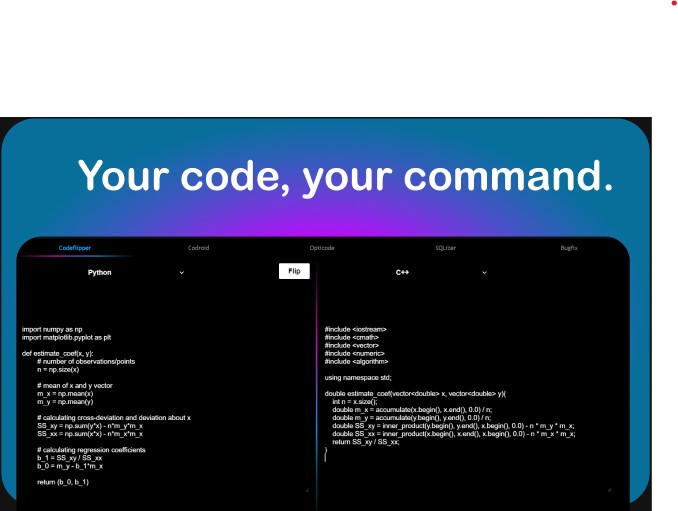 Your code, your command.
Codeflipper Codroid Opticode SQLizer Bugfix
Python Flip C++
import numpy as np
import matplotlib.pyplot as plt
def estimate_coef(x, y):
# number of observations/points
n = np.size(x)
# mean of x and y vector
m_x = np.mean(x)
m_y = np.mean(y)
# calculating cross-deviation and deviation about x
SS_xy = np.sum(y*x) - n*m_y*m_x
SS_xx = np.sum(x*x) - n*m_x*m_x
# calculating regression coefficients
b_1 = SS_xy / SS_xx
b_0 = m_y - b_1*m_x
return (b_0, b_1)
#include <iostream>
#include <cmath>
#include <vector>
#include <numeric>
#include <algorithm>
using namespace std;
double estimate_coef(vector<double> x, vector<double> y){
int n = x.size();
double m_x = accumulate(x.begin(), x.end(), 0.0) / n;
double m_y = accumulate(y.begin(), y.end(), 0.0) / n;
double SS_xy = inner_product(y.begin(), y.end(), x.begin(), 0.0) - n * m_y * m_x;
double SS_xx = inner_product(x.begin(), x.end(), x.begin(), 0.0) - n * m_x * m_x;
return SS_xy / SS_xx;
}